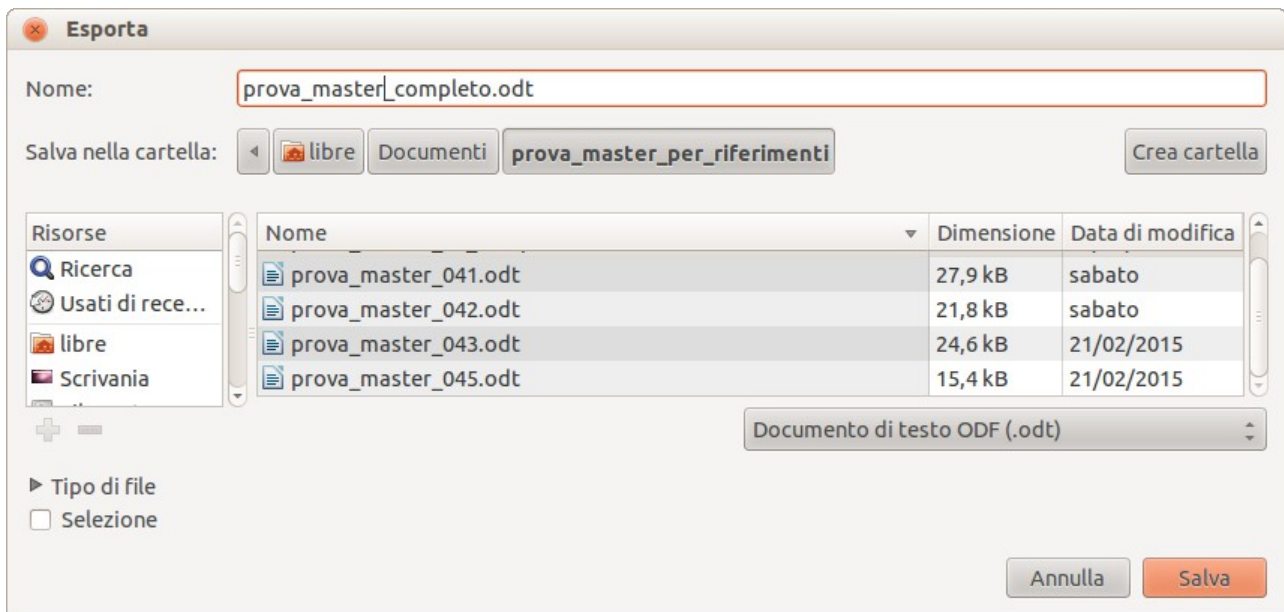 Esporta
Nome: prova_master_completo.odt
Salva nella cartella: libre Documenti prova_master_per_riferimenti Crea cartella
Risorse Nome Dimensione Data di modifica
Ricerca prova_master_041.odt 27,9 kB sabato
Usati di rece... prova_master_042.odt 21,8 kB sabato
libre prova_master_043.odt 24,6 kB 21/02/2015
Scrivania prova_master_045.odt 15,4 kB 21/02/2015
Documento di testo ODF (.odt)
Tipo di file
Selezione
Annulla Salva